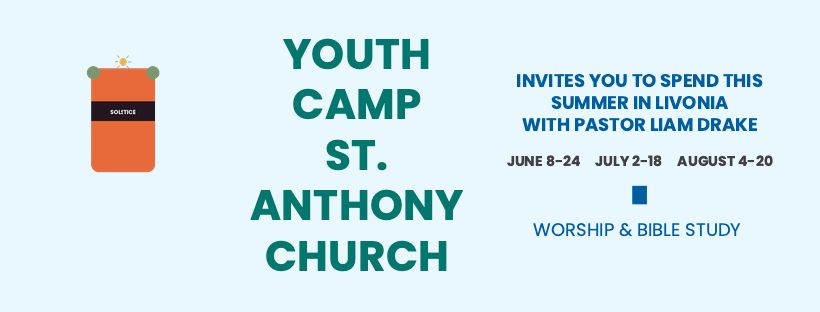 SOLSTICE
YOUTH
CAMP
ST.
ANTHONY
CHURCH
INVITES YOU TO SPEND THIS
SUMMER IN LIVONIA
WITH PASTOR LIAM DRAKE
JUNE 8-24 JULY 2-18 AUGUST 4-20
WORSHIP & BIBLE STUDY